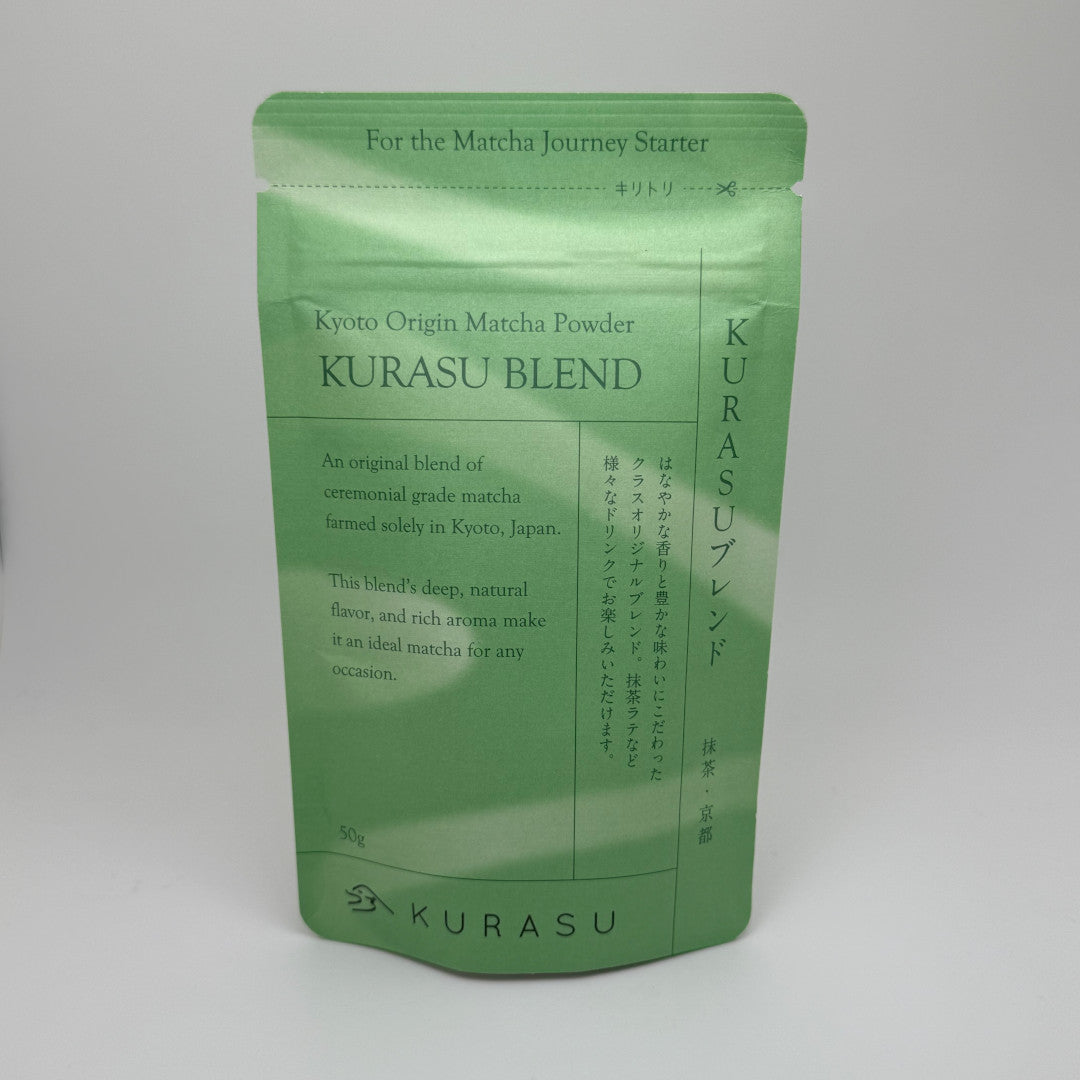 For the Matcha Journey Starter
キリトリ
Kyoto Origin Matcha Powder
KURASU BLEND
An original blend of
ceremonial grade matcha
farmed solely in Kyoto, Japan.
This blend's deep, natural
flavor, and rich aroma make
it an ideal matcha for any
occasion.
はなやかな香りと豊かな味わいにこだわった
クラスオリジナルブレンド。抹茶ラテなど
様々なドリンクでお楽しみいただけます。
KURASUブレンド
抹茶・京都
50g
KURASU